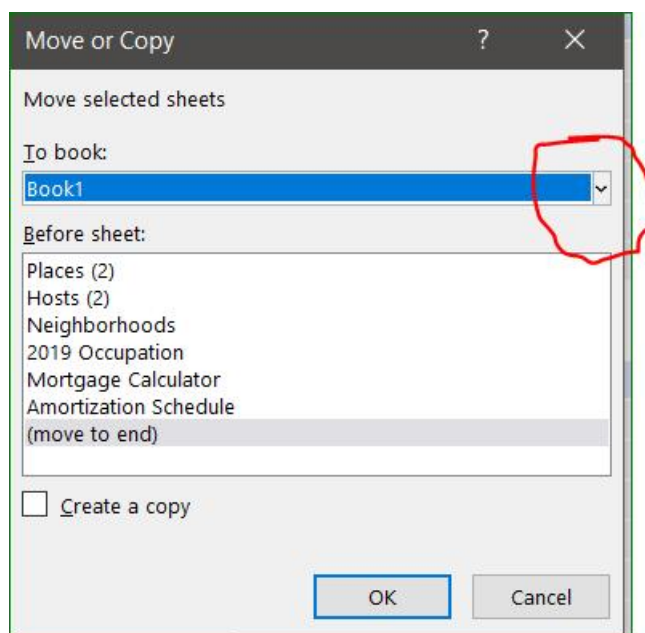 Move or Copy ?
Move selected sheets
To book:
Book1
Before sheet:
Places (2)
Hosts (2)
Neighborhoods
2019 Occupation
Mortgage Calculator
Amortization Schedule
(move to end)
Create a copy
OK Cancel